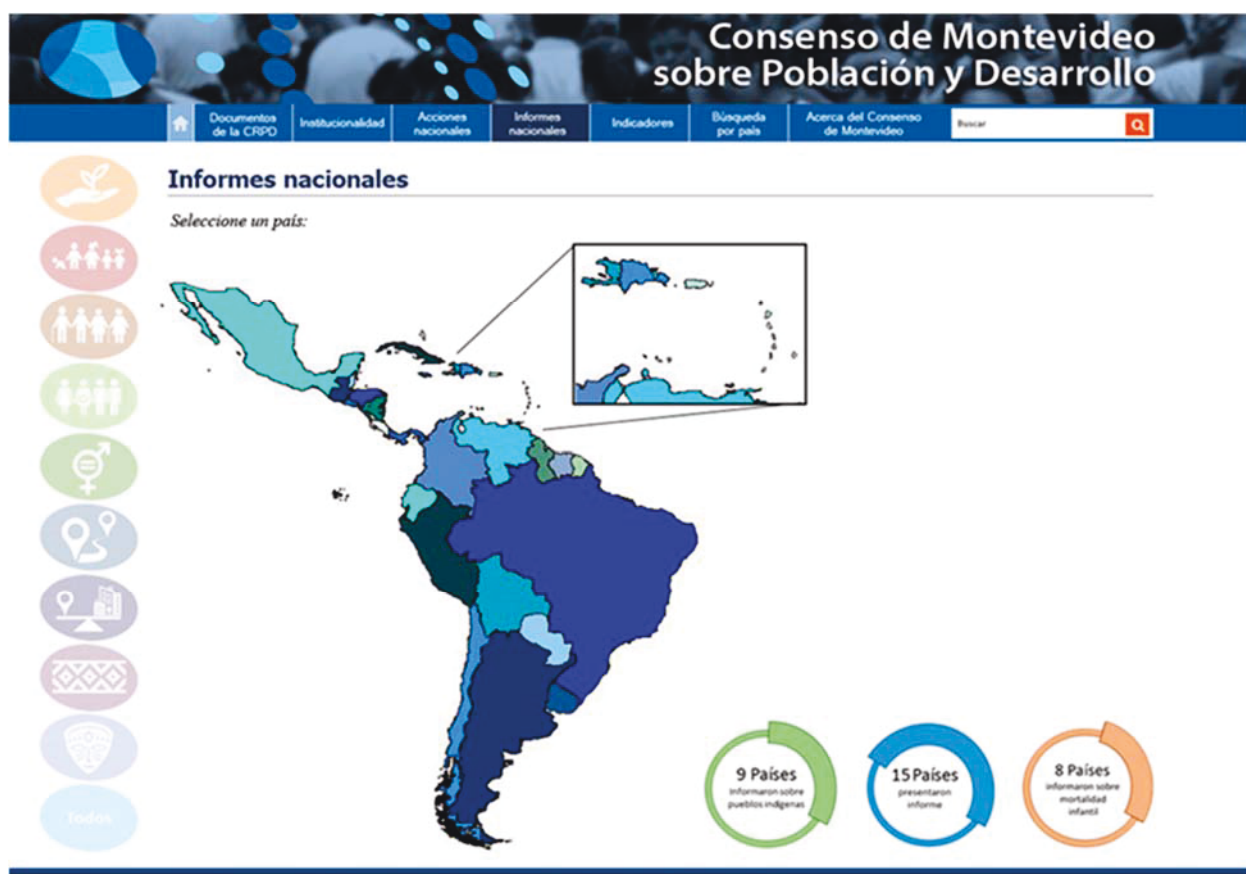 Consenso de Montevideo
sobre Población y Desarrollo
Documentos
de la CRPD
Institucionalidad
Acciones
nacionales
Informes
nacionales
Indicadores
Búsqueda
por país
Acerca del Consenso
de Montevideo
Buscar
Informes nacionales
Seleccione un país:
9 Países
Informaron sobre
pueblos indígenas
15 Países
presentaron
informe
8 Países
informaron sobre
mortalidad
infantil
Todos